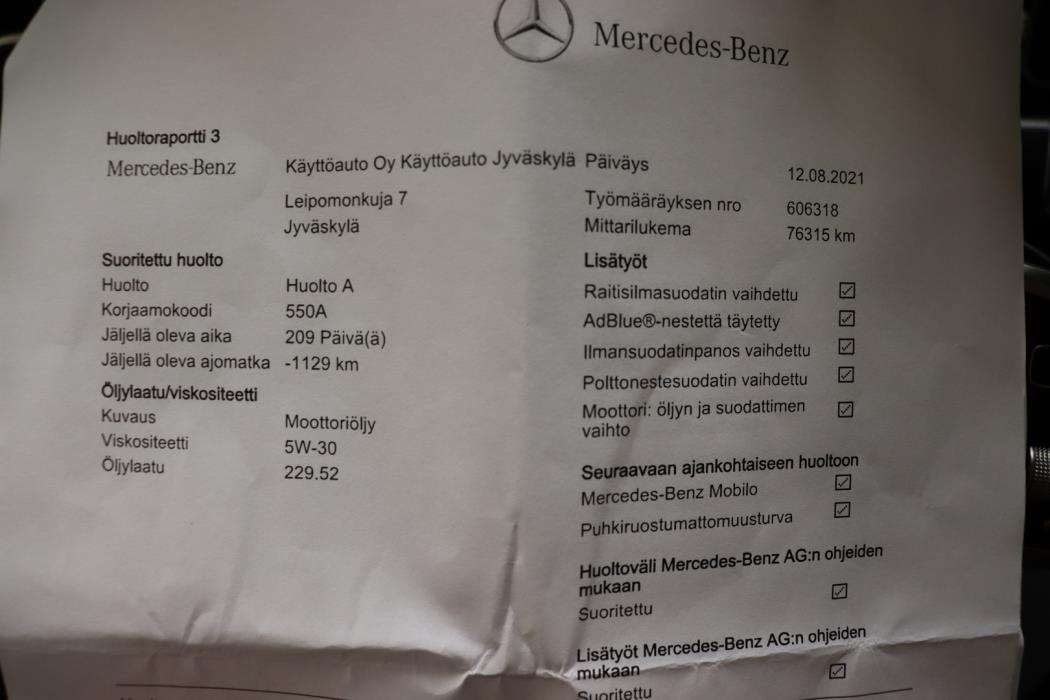 Mercedes-Benz
Huoltoraportti 3
Mercedes-Benz
Käyttöauto Oy Käyttöauto Jyväskylä
Leipomonkuja 7
Jyväskylä
Päiväys 12.08.2021
Työmääräyksen nro 606318
Mittarilukema 76315 km
Suoritettu huolto
Huolto Huolto A
Korjaamokoodi 550A
Jäljellä oleva aika 209 Päivä(ä)
Jäljellä oleva ajomatka -1129 km
Öljylaatu/viskositeetti
Kuvaus Moottoriöljy
Viskositeetti 5W-30
Öljylaatu 229.52
Lisätyöt
Raitisilmasuodatin vaihdettu ☑
AdBlue®-nestettä täytetty ☑
Ilmansuodatinpanos vaihdettu ☑
Polttonestesuodatin vaihdettu ☑
Moottori: öljyn ja suodattimen ☑
vaihto
Seuraavaan ajankohtaiseen huoltoon
Mercedes-Benz Mobilo ☑
Puhkiruostumattomuusturva ☑
Huoltoväli Mercedes-Benz AG:n ohjeiden
mukaan
Suoritettu ☑
Lisätyöt Mercedes-Benz AG:n ohjeiden
mukaan
Suoritettu ☑